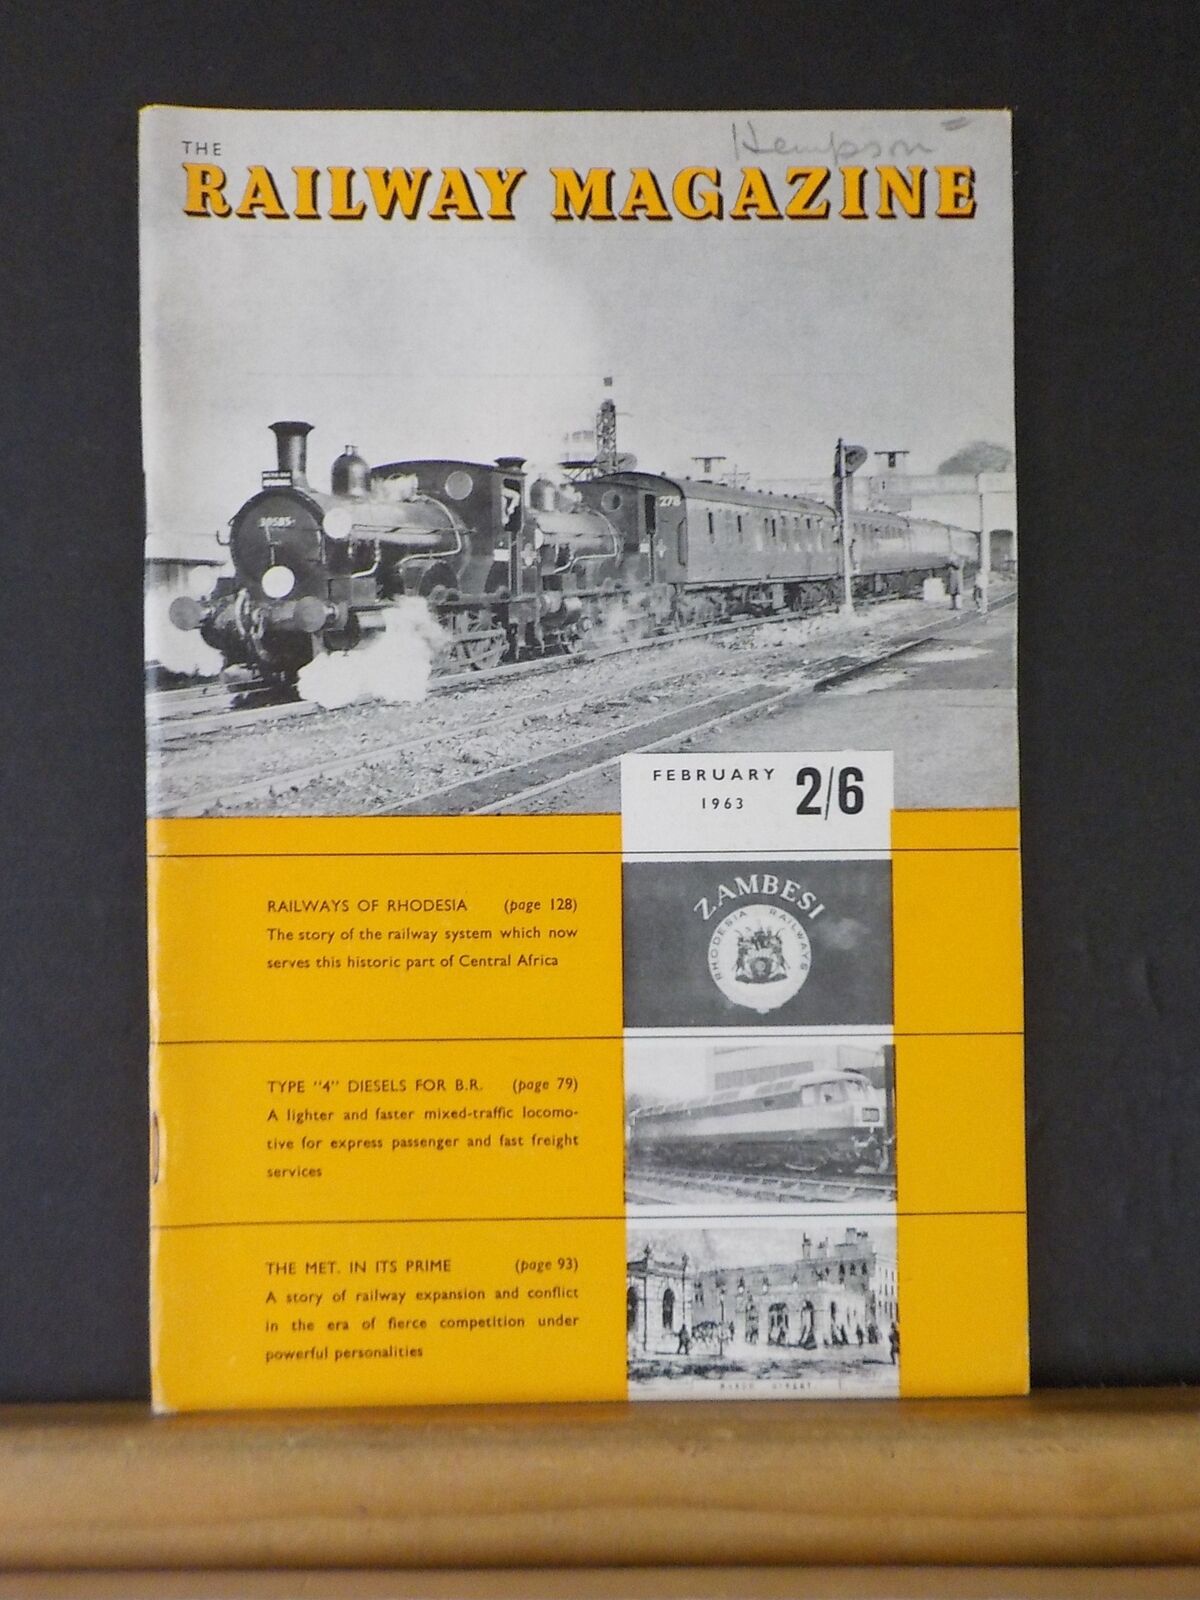 Hempson
THE
RAILWAY MAGAZINE
30585
278
FEBRUARY
1963
2/6
RAILWAYS OF RHODESIA (page 128)
The story of the railway system which now
serves this historic part of Central Africa
ZAMBESI
RHODESIA RAILWAYS
TYPE "4" DIESELS FOR B.R. (page 79)
A lighter and faster mixed-traffic locomo-
tive for express passenger and fast freight
services
THE MET. IN ITS PRIME (page 93)
A story of railway expansion and conflict
in the era of fierce competition under
powerful personalities
STREET